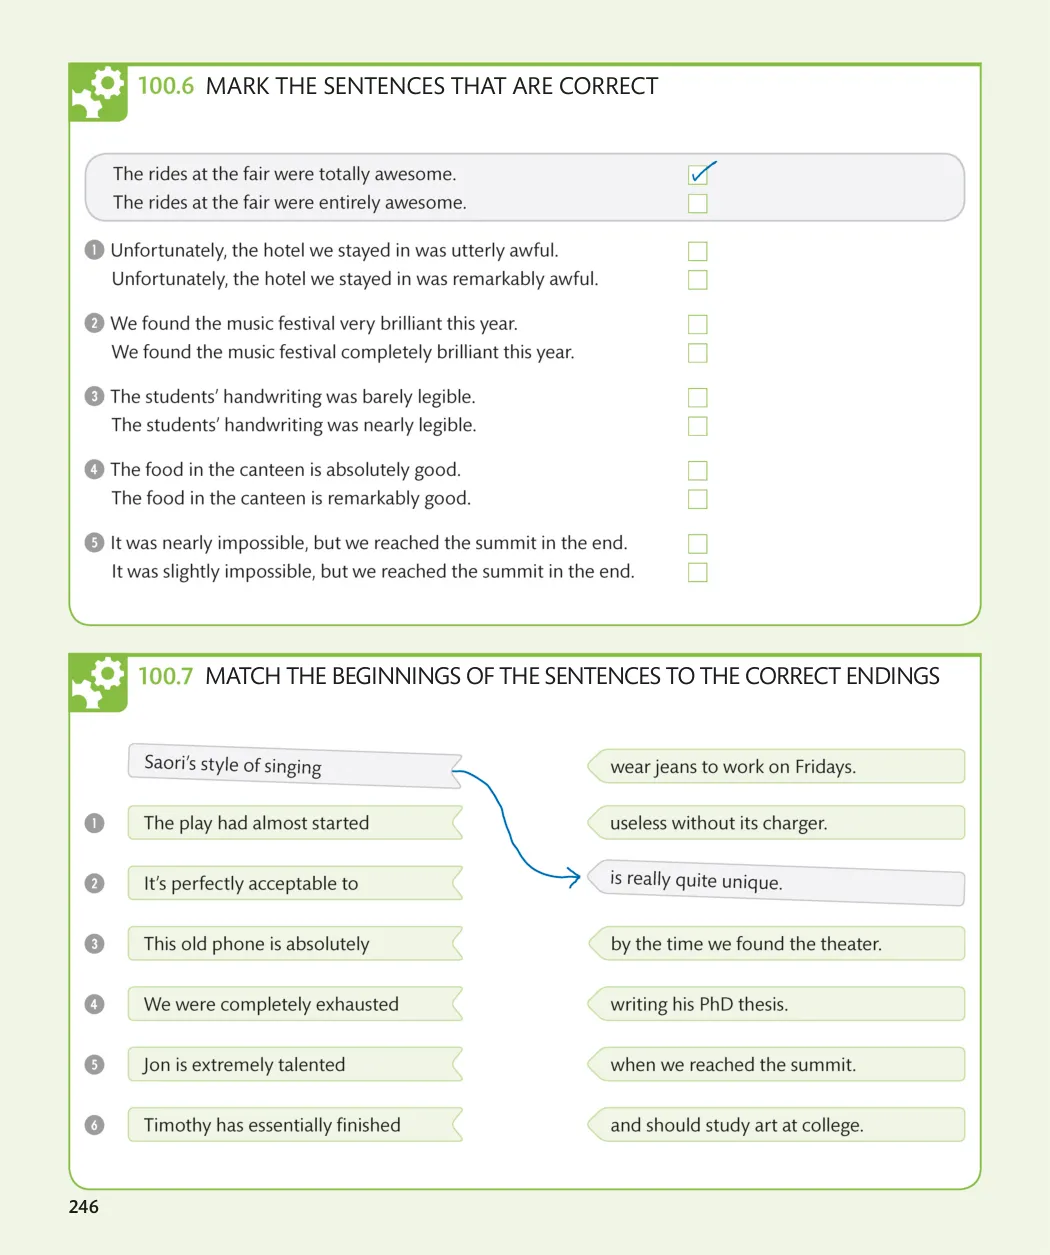 100.6 MARK THE SENTENCES THAT ARE CORRECT
The rides at the fair were totally awesome.
The rides at the fair were entirely awesome.
1 Unfortunately, the hotel we stayed in was utterly awful.
Unfortunately, the hotel we stayed in was remarkably awful.
2 We found the music festival very brilliant this year.
We found the music festival completely brilliant this year.
3 The students’ handwriting was barely legible.
The students’ handwriting was nearly legible.
4 The food in the canteen is absolutely good.
The food in the canteen is remarkably good.
5 It was nearly impossible, but we reached the summit in the end.
It was slightly impossible, but we reached the summit in the end.
100.7 MATCH THE BEGINNINGS OF THE SENTENCES TO THE CORRECT ENDINGS
Saori’s style of singing
wear jeans to work on Fridays.
1 The play had almost started
useless without its charger.
2 It’s perfectly acceptable to
is really quite unique.
3 This old phone is absolutely
by the time we found the theater.
4 We were completely exhausted
writing his PhD thesis.
5 Jon is extremely talented
when we reached the summit.
6 Timothy has essentially finished
and should study art at college.
246